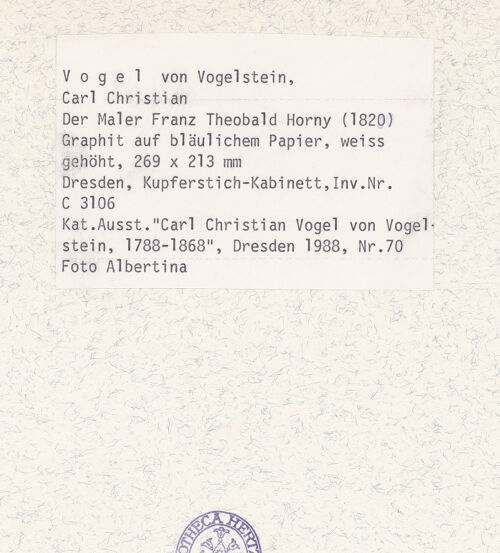 V o g e l von Vogelstein,
Carl Christian
Der Maler Franz Theobald Horny (1820)
Graphit auf bläulichem Papier, weiss
gehöht, 269 x 213 mm
Dresden, Kupferstich-Kabinett,Inv.Nr.
C 3106
Kat.Ausst."Carl Christian Vogel von Vogel-
stein, 1788-1868", Dresden 1988, Nr.70
Foto Albertina
OTHECA HERTZ